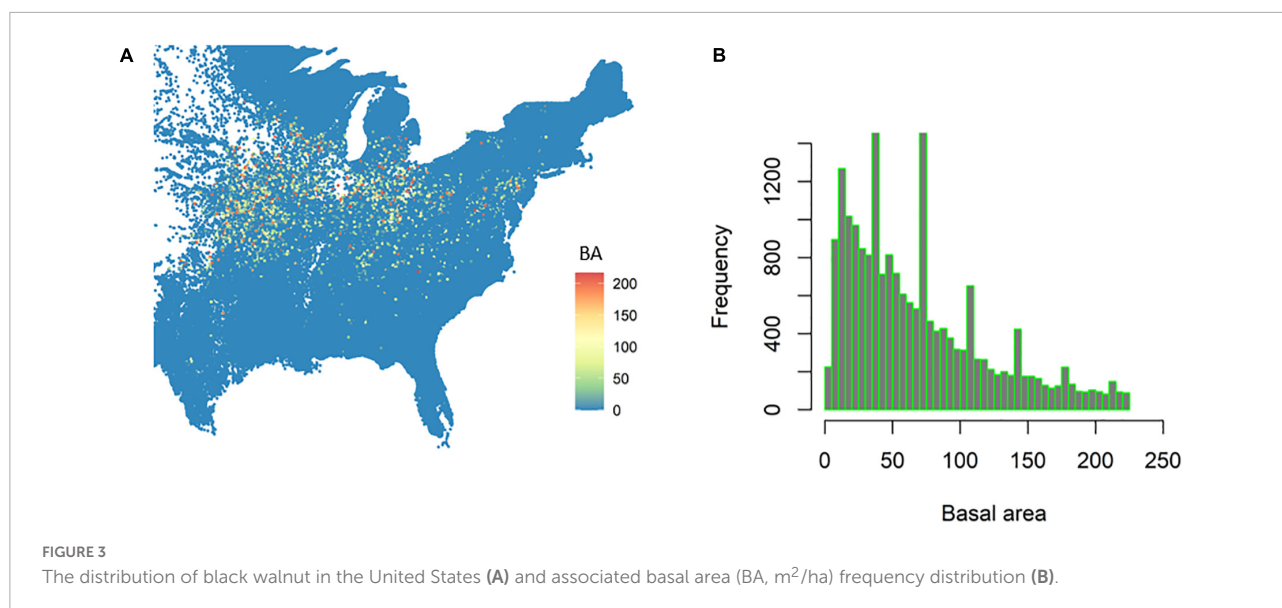 A
B
BA
200
150
100
50
0
Frequency
1200
800
400
0
0 50 100 150 200 250
Basal area
FIGURE 3
The distribution of black walnut in the United States (A) and associated basal area (BA, m²/ha) frequency distribution (B).